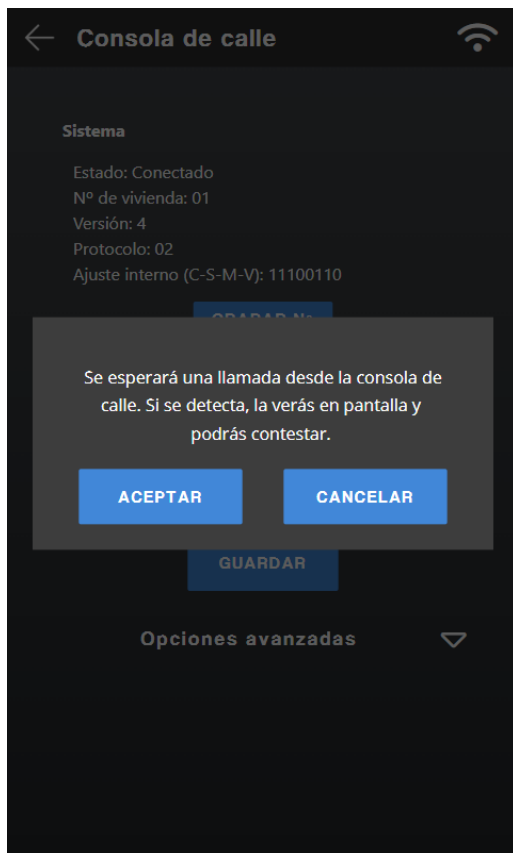 Consola de calle
Sistema
Estado: Conectado
Nº de vivienda: 01
Versión: 4
Protocolo: 02
Ajuste interno (C-S-M-V): 11100110
Se esperará una llamada desde la consola de
calle. Si se detecta, la verás en pantalla y
podrás contestar.
ACEPTAR CANCELAR
GUARDAR
Opciones avanzadas